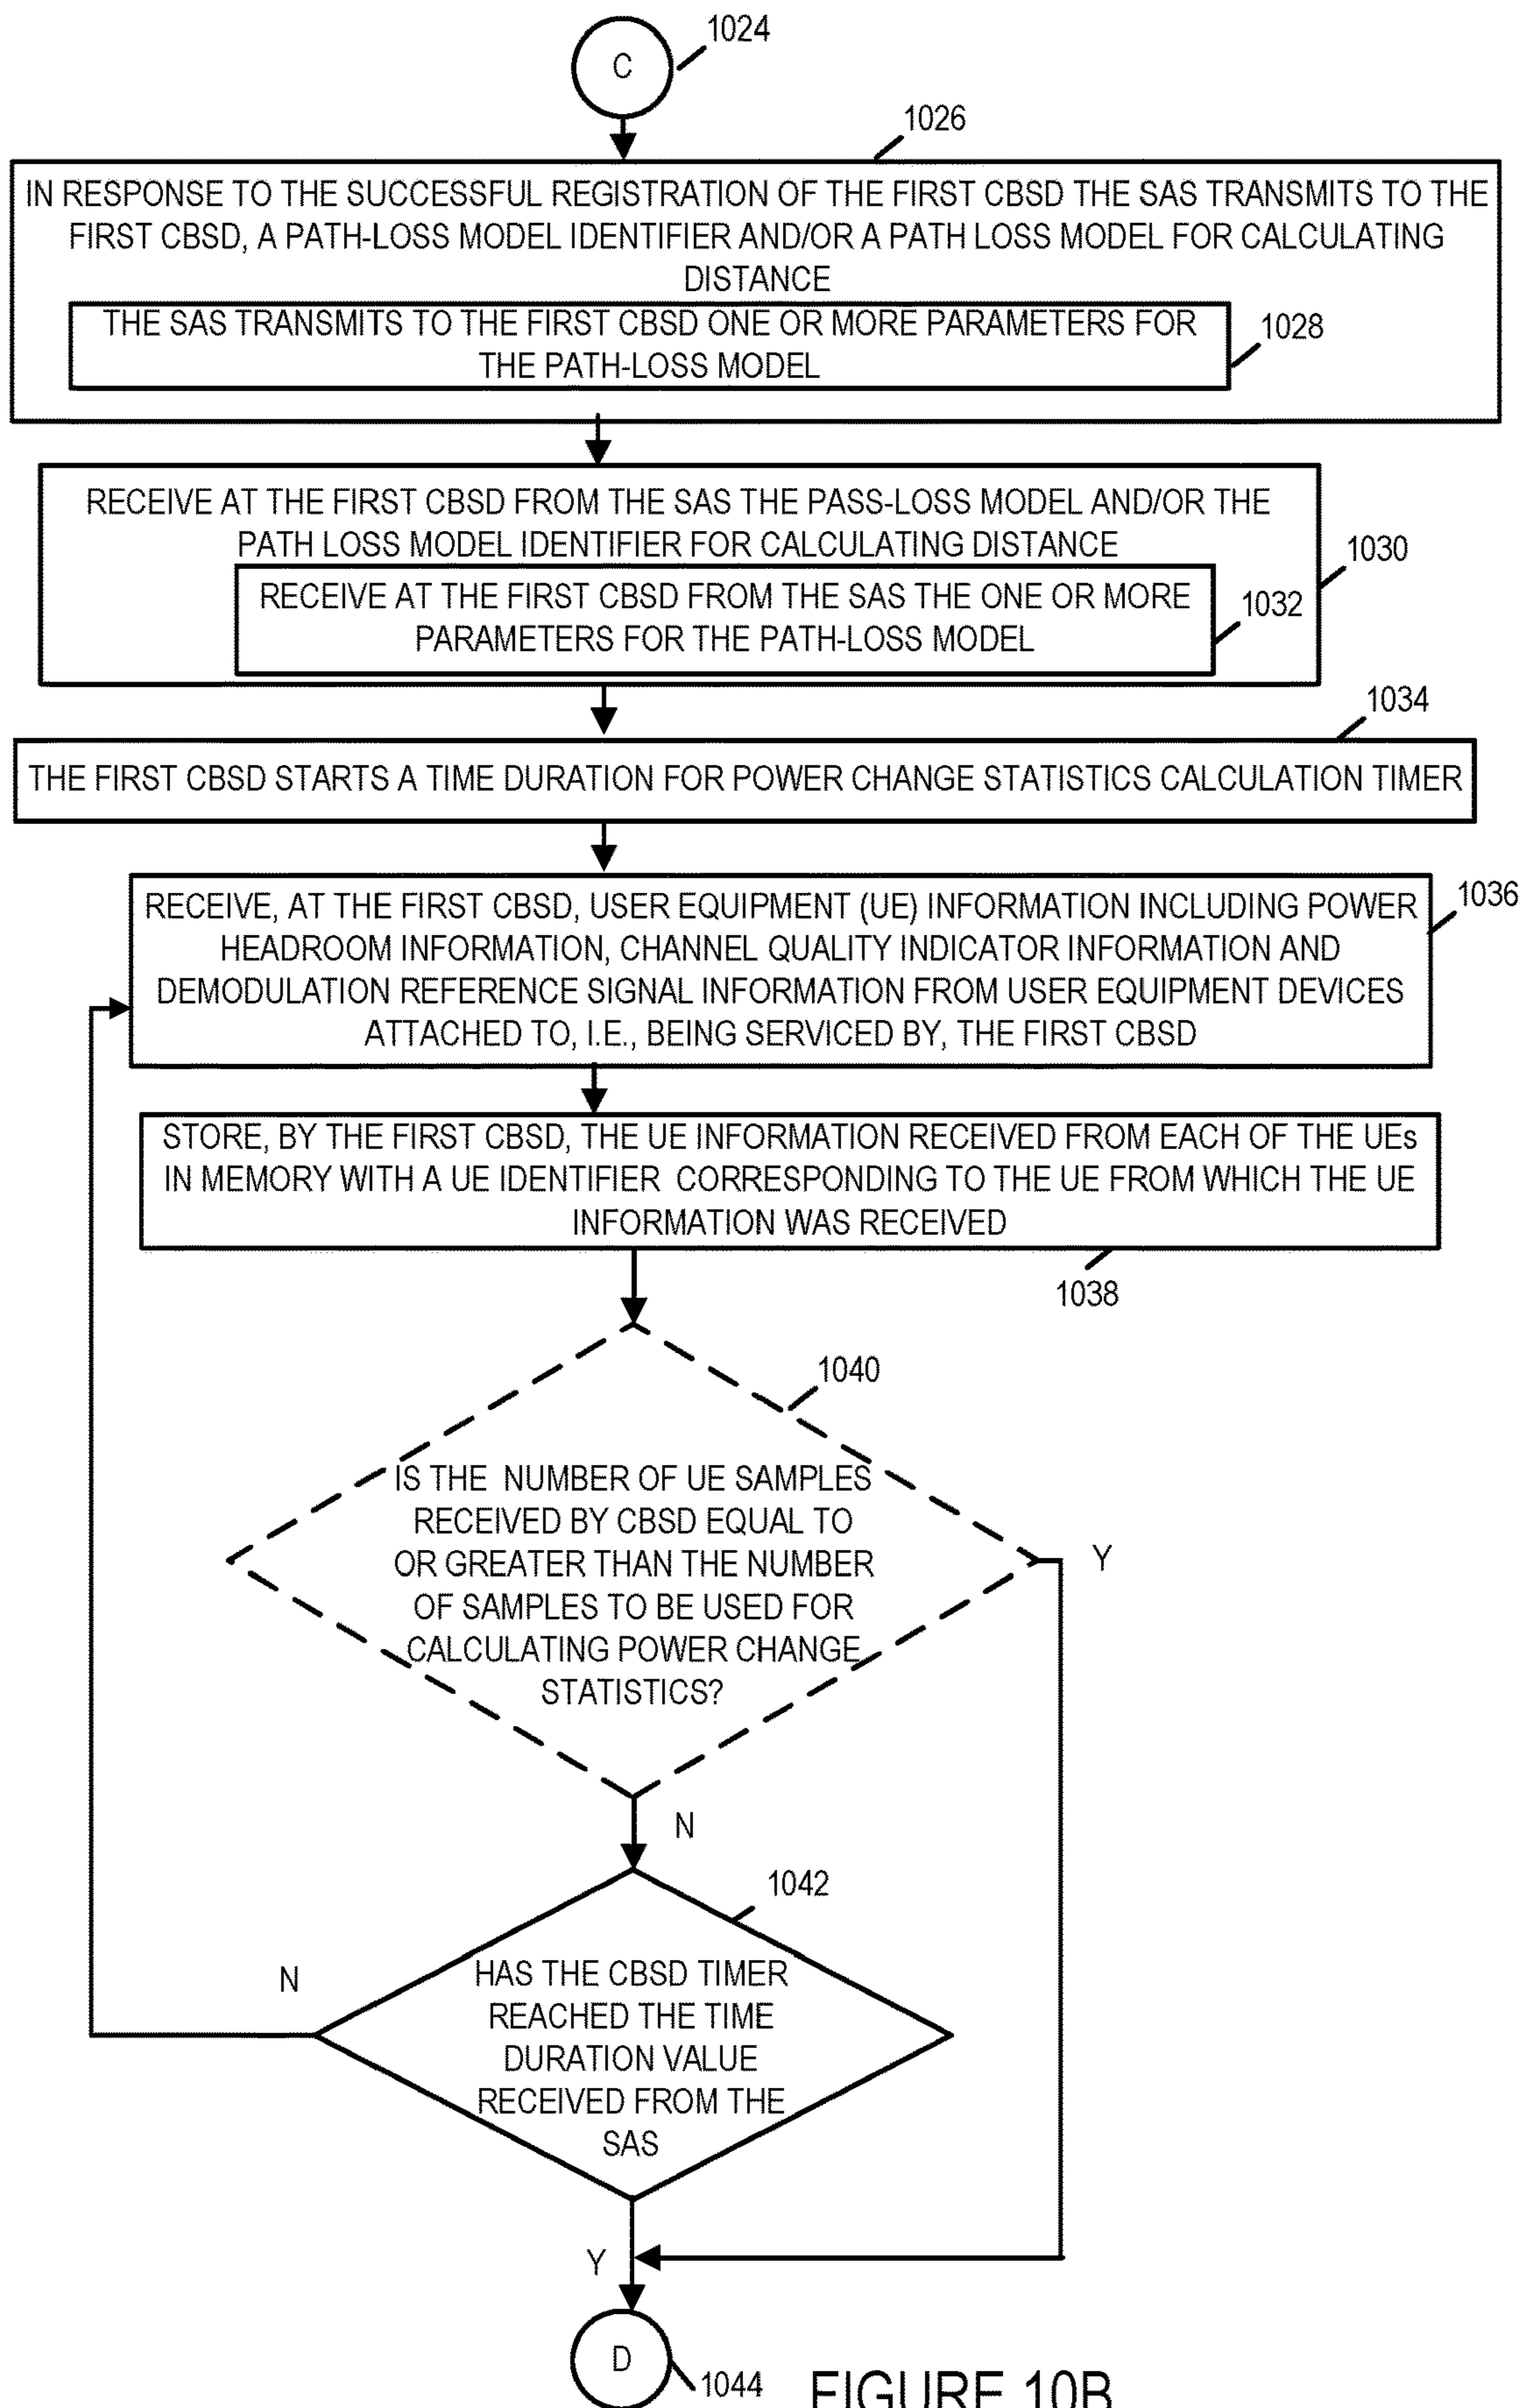 C
1024
1026
IN RESPONSE TO THE SUCCESSFUL REGISTRATION OF THE FIRST CBSD THE SAS TRANSMITS TO THE
FIRST CBSD, A PATH-LOSS MODEL IDENTIFIER AND/OR A PATH LOSS MODEL FOR CALCULATING
DISTANCE
THE SAS TRANSMITS TO THE FIRST CBSD ONE OR MORE PARAMETERS FOR
THE PATH-LOSS MODEL
1028
RECEIVE AT THE FIRST CBSD FROM THE SAS THE PASS-LOSS MODEL AND/OR THE
PATH LOSS MODEL IDENTIFIER FOR CALCULATING DISTANCE
1030
RECEIVE AT THE FIRST CBSD FROM THE SAS THE ONE OR MORE
PARAMETERS FOR THE PATH-LOSS MODEL
1032
1034
THE FIRST CBSD STARTS A TIME DURATION FOR POWER CHANGE STATISTICS CALCULATION TIMER
1036
RECEIVE, AT THE FIRST CBSD, USER EQUIPMENT (UE) INFORMATION INCLUDING POWER
HEADROOM INFORMATION, CHANNEL QUALITY INDICATOR INFORMATION AND
DEMODULATION REFERENCE SIGNAL INFORMATION FROM USER EQUIPMENT DEVICES
ATTACHED TO, I.E., BEING SERVICED BY, THE FIRST CBSD
STORE, BY THE FIRST CBSD, THE UE INFORMATION RECEIVED FROM EACH OF THE UEs
IN MEMORY WITH A UE IDENTIFIER CORRESPONDING TO THE UE FROM WHICH THE UE
INFORMATION WAS RECEIVED
1038
1040
IS THE NUMBER OF UE SAMPLES
RECEIVED BY CBSD EQUAL TO
OR GREATER THAN THE NUMBER
OF SAMPLES TO BE USED FOR
CALCULATING POWER CHANGE
STATISTICS?
Y
N
1042
HAS THE CBSD TIMER
REACHED THE TIME
DURATION VALUE
RECEIVED FROM THE
SAS
N
Y
D
1044
FIGURE 10B